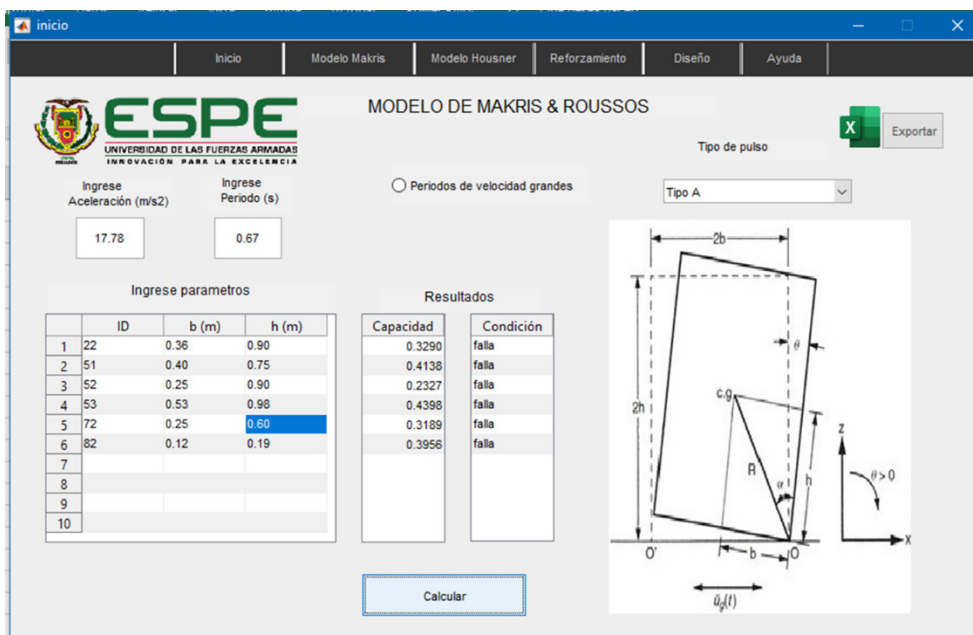 inicio
Inicio Modelo Makris Modelo Housner Reforzamiento Diseño Ayuda
ESPE
UNIVERSIDAD DE LAS FUERZAS ARMADAS
INNOVACIÓN PARA LA EXCELENCIA
MODELO DE MAKRIS & ROUSSOS
X Exportar
Tipo de pulso
Ingrese
Aceleración (m/s2)
Ingrese
Periodo (s)
Periodos de velocidad grandes
Tipo A
17.78 0.67
Ingrese parametros
Resultados
ID b (m) h (m) Capacidad Condición
1 22 0.36 0.90 0.3290 falla
2 51 0.40 0.75 0.4138 falla
3 52 0.25 0.90 0.2327 falla
4 53 0.53 0.98 0.4398 falla
5 72 0.25 0.60 0.3189 falla
6 82 0.12 0.19 0.3956 falla
7
8
9
10
Calcular
2b
θ
2h
c.g
z
R
α
h
θ>0
x
O'
b
O
üg(t)